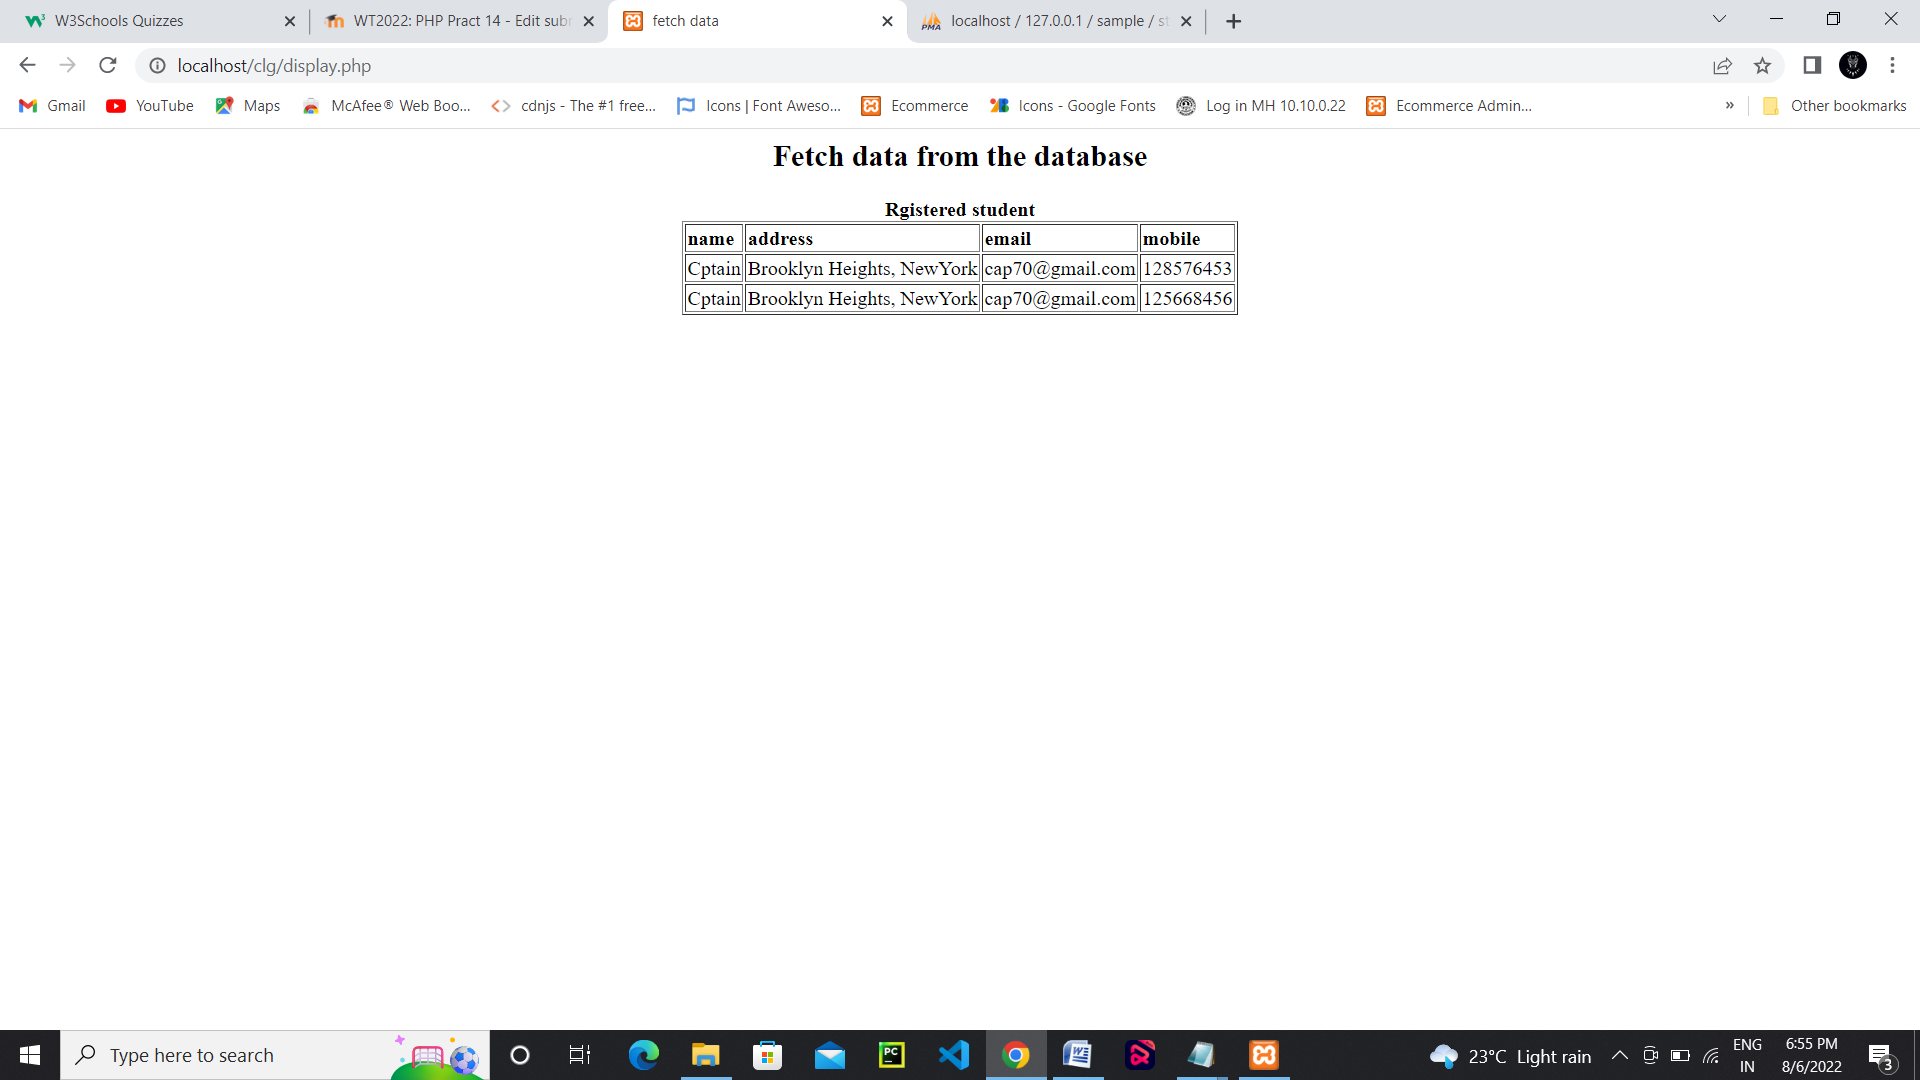 W3Schools Quizzes
WT2022: PHP Pract 14 - Edit subm
fetch data
localhost / 127.0.0.1 / sample / st
localhost/clg/display.php
Gmail
YouTube
Maps
McAfee® Web Boo...
cdnjs - The #1 free...
Icons | Font Aweso...
Ecommerce
Icons - Google Fonts
Log in MH 10.10.0.22
Ecommerce Admin...
»
Other bookmarks
Fetch data from the database
Rgistered student
name address email mobile
Cptain Brooklyn Heights, NewYork cap70@gmail.com 128576453
Cptain Brooklyn Heights, NewYork cap70@gmail.com 125668456
Type here to search
23°C Light rain
ENG
IN
6:55 PM
8/6/2022
3